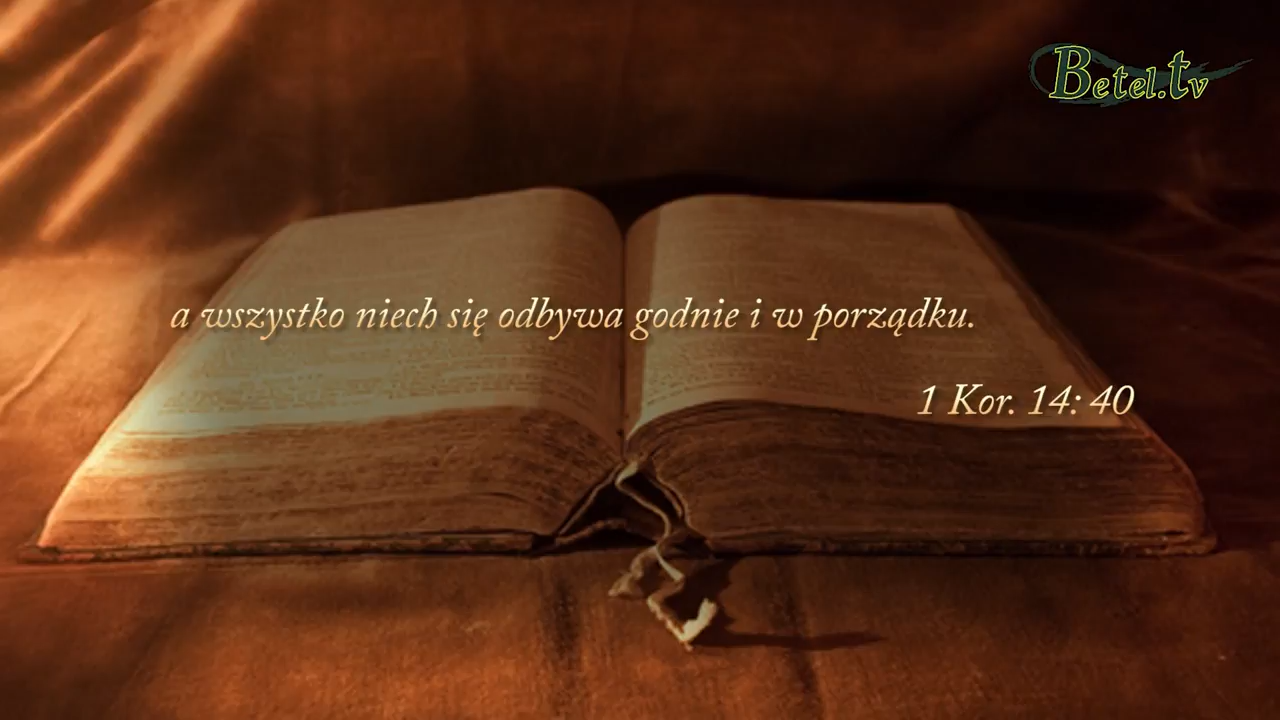 Betel.tv
a wszystko niech się odbywa godnie i w porządku.
1 Kor. 14: 40